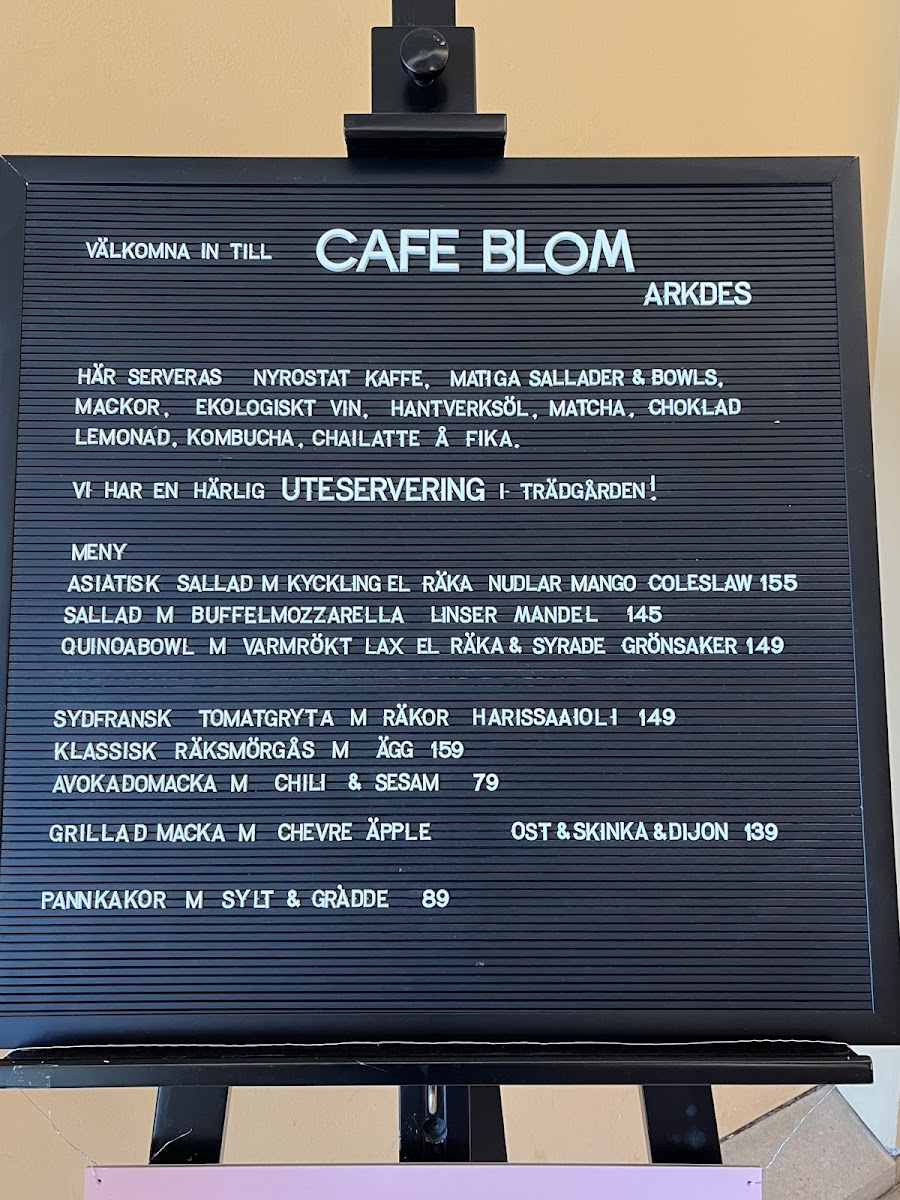 VÄLKOMNA IN TILL CAFE BLOM
ARKDES
HÄR SERVERAS NYROSTAT KAFFE, MATIGA SALLADER & BOWLS,
MACKOR, EKOLOGISKT VIN, HANTVERKSÖL, MATCHA, CHOKLAD
LEMONAD, KOMBUCHA, CHAILATTE Å FIKA.
VI HAR EN HÄRLIG UTESERVERING I TRÄDGÅRDEN!
MENY
ASIATISK SALLAD M KYCKLING EL RÄKA NUDLAR MANGO COLESLAW 155
SALLAD M BUFFELMOZZARELLA LINSER MANDEL 145
QUINOABOWL M VARMRÖKT LAX EL RÄKA & SYRADE GRÖNSAKER 149
SYDFRANSK TOMATGRYTA M RÄKOR HARISSAAIOLI 149
KLASSISK RÄKSMÖRGÅS M ÄGG 159
AVOKADOMACKA M CHILI & SESAM 79
GRILLAD MACKA M CHEVRE ÄPPLE OST & SKINKA & DIJON 139
PANNKAKOR M SYLT & GRÀDDE 89